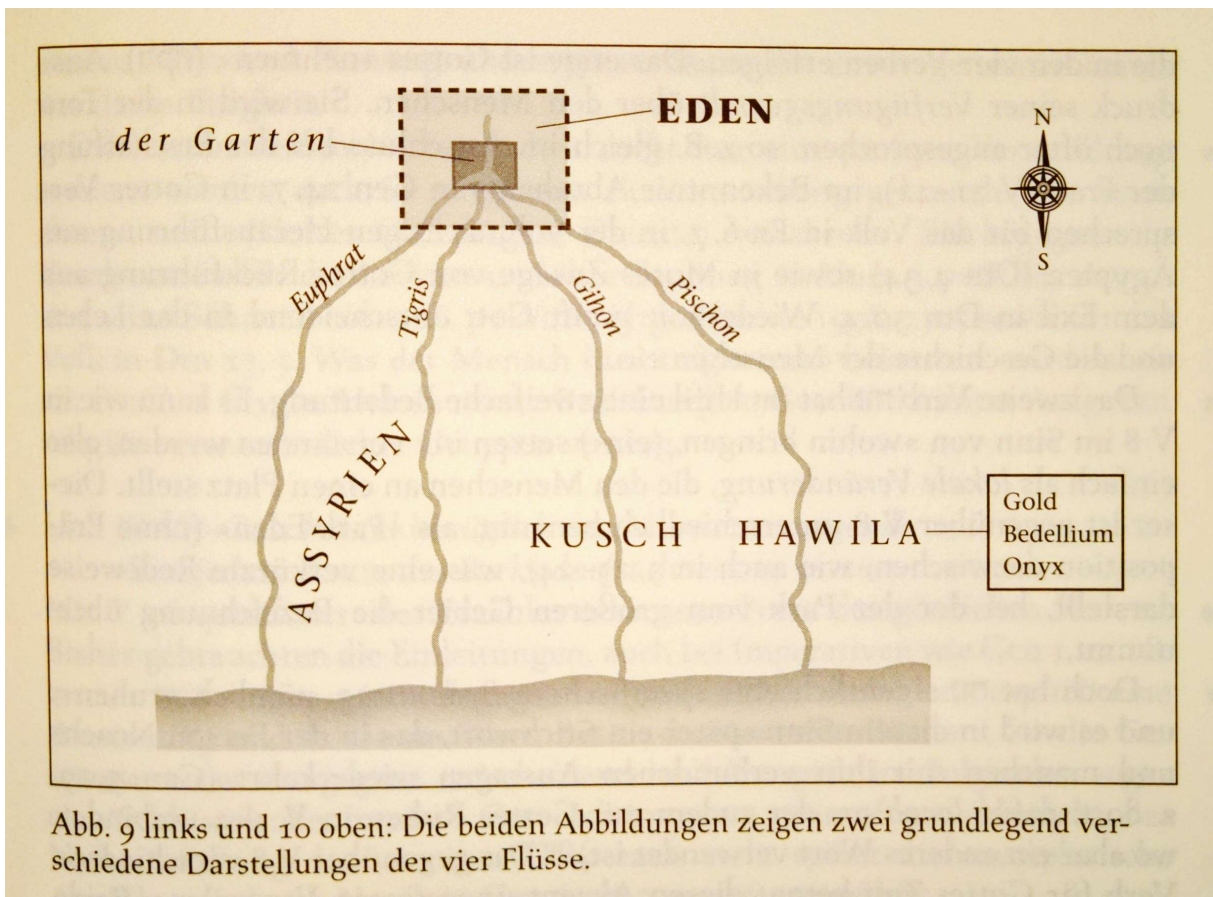 EDEN
der Garten
N
S
Euphrat
Tigris
Gihon
Pischon
ASSRIEN
KUSCH
HAWILA
Gold
Bedellium
Onyx
Abb. 9 links und 10 oben: Die beiden Abbildungen zeigen zwei grundlegend ver-
schiedene Darstellungen der vier Flüsse.